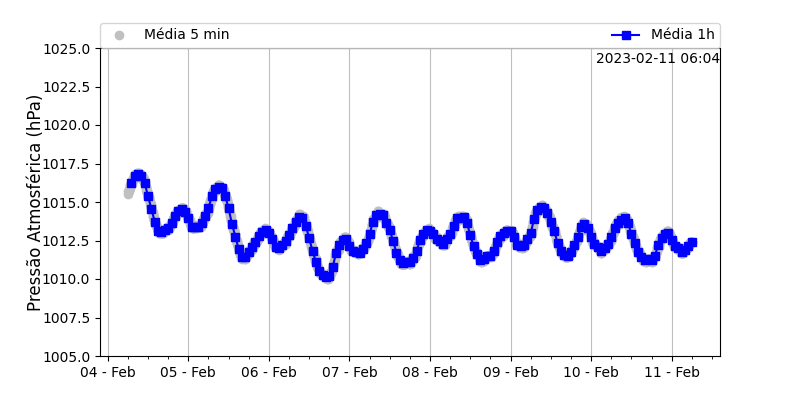 Média 5 min
Média 1h
2023-02-11 06:04
Pressão Atmosférica (hPa)
1025.0
1022.5
1020.0
1017.5
1015.0
1012.5
1010.0
1007.5
1005.0
04 - Feb
05 - Feb
06 - Feb
07 - Feb
08 - Feb
09 - Feb
10 - Feb
11 - Feb